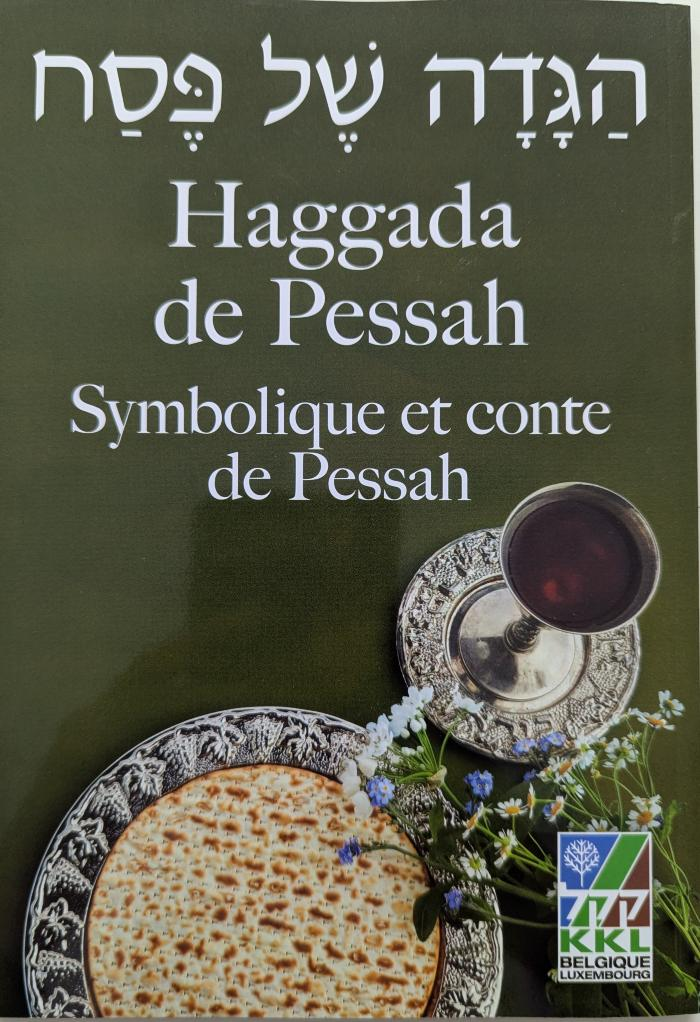 הַגָּדָה שֶׁל פֶּסַח
Haggada
de Pessah
Symbolique et conte
de Pessah
קקל
KKL
BELGIQUE
LUXEMBOURG